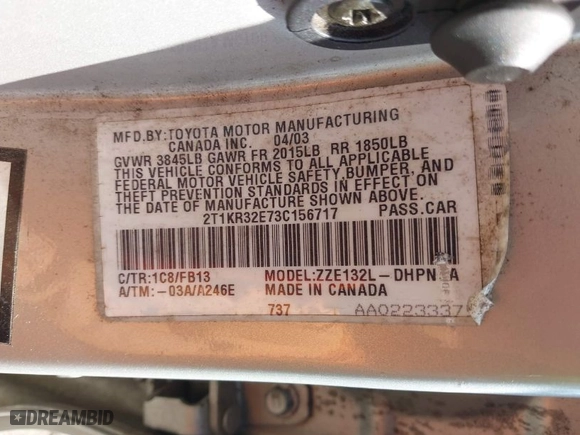 MFD.BY:TOYOTA MOTOR MANUFACTURING
CANADA INC. 04/03
GVWR 3845LB GAWR FR 2015LB RR 1850LB
THIS VEHICLE CONFORMS TO ALL APPLICABLE
FEDERAL MOTOR VEHICLE SAFETY,BUMPER, AND
THEFT PREVENTION STANDARDS IN EFFECT ON
THE DATE OF MANUFACTURE SHOWN ABOVE.
2T1KR32E73C156717 PASS.CAR
C/TR:1C8/FB13 MODEL:ZZE132L-DHPN A
A/TM:-03A/A246E MADE IN CANADA
737 AA0223337
DREAMBID